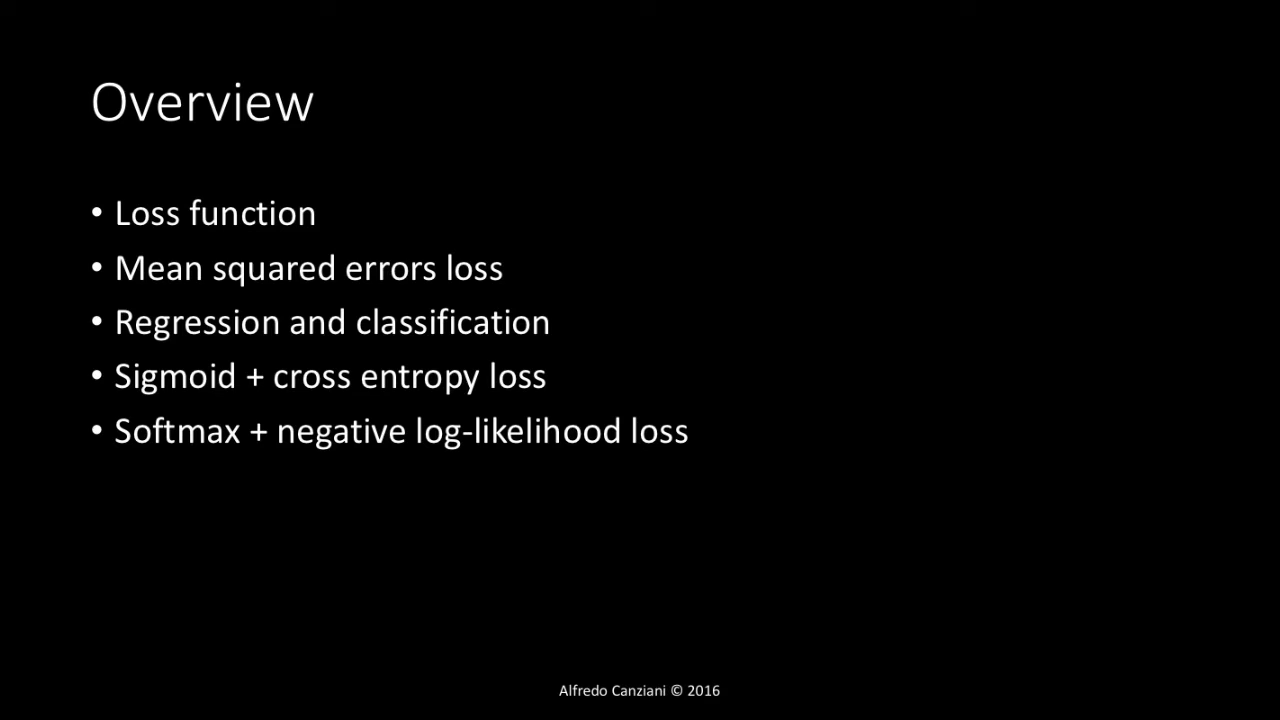 Overview
• Loss function
• Mean squared errors loss
• Regression and classification
• Sigmoid + cross entropy loss
• Softmax + negative log-likelihood loss
Alfredo Canziani © 2016